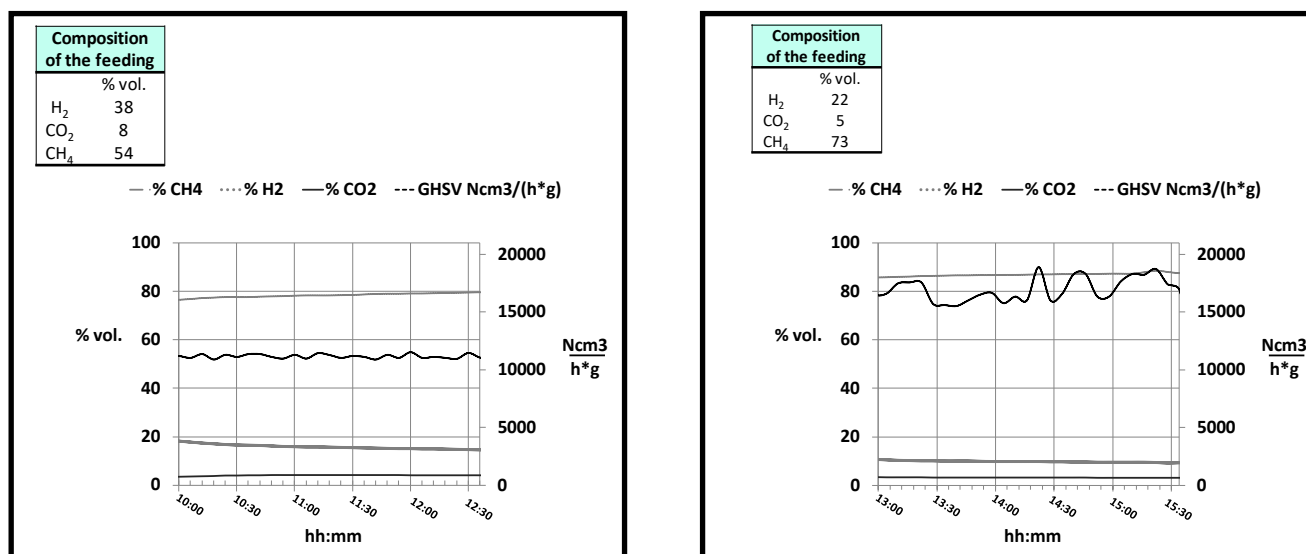 Composition
of the feeding
% vol.
H2 38
CO2 8
CH4 54
% CH4 % H2 % CO2 GHSV Ncm3/(h*g)
100
80
60
40
20
0
% vol.
20000
15000
10000
5000
0
Ncm3
h*g
10:00 10:30 11:00 11:30 12:00 12:30
hh:mm
Composition
of the feeding
% vol.
H2 22
CO2 5
CH4 73
% CH4 % H2 % CO2 GHSV Ncm3/(h*g)
100
80
60
40
20
0
% vol.
20000
15000
10000
5000
0
Ncm3
h*g
13:00 13:30 14:00 14:30 15:00 15:30
hh:mm